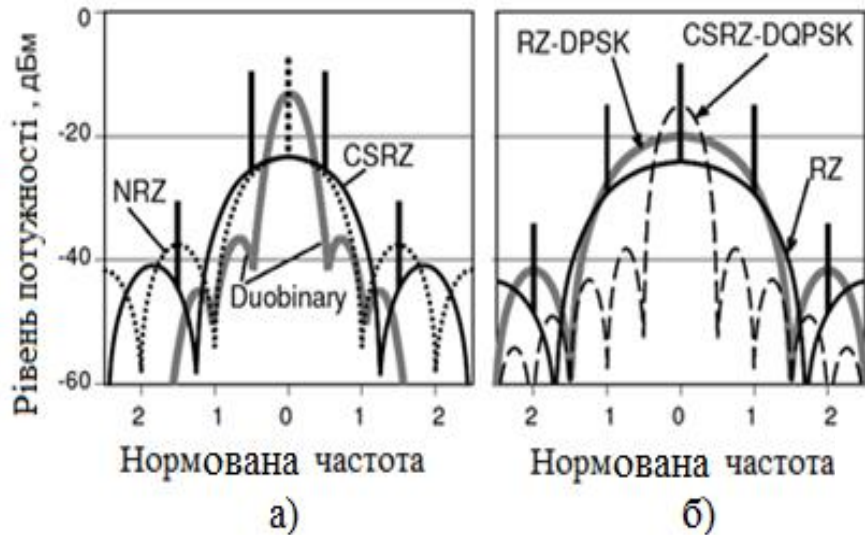 0
-20
-40
-60
Рівень потужності , дБм
NRZ
CSRZ
Duobinary
2 1 0 1 2
Нормована частота
а)
RZ-DPSK
CSRZ-DQPSK
RZ
2 1 0 1 2
Нормована частота
б)